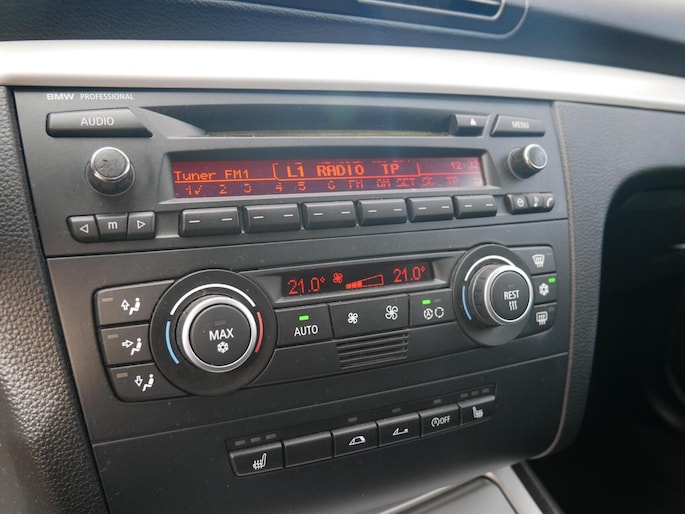 BMW PROFESSIONAL
AUDIO
MENU
Tuner FM1 L1 RADIO TP
1 2 3 4 5 6 FM AM SET SC TP
m
21.0° 21.0°
MAX
AUTO
REST
OFF